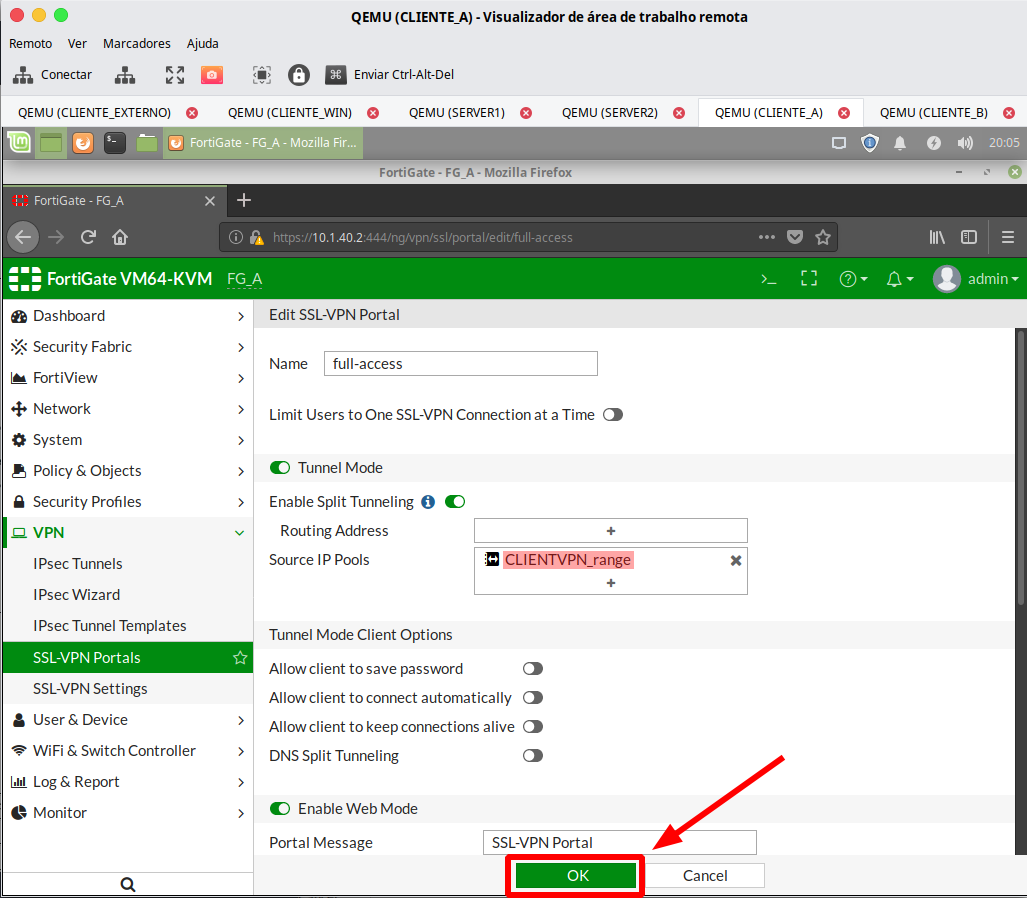 QEMU (CLIENTE_A) - Visualizador de área de trabalho remota
Remoto Ver Marcadores Ajuda
Conectar Enviar Ctrl-Alt-Del
QEMU (CLIENTE_EXTERNO) QEMU (CLIENTE_WIN) QEMU (SERVER1) QEMU (SERVER2) QEMU (CLIENTE_A) QEMU (CLIENTE_B)
FortiGate - FG_A - Mozilla Fir... 20:05
FortiGate - FG_A - Mozilla Firefox
FortiGate - FG_A
https://10.1.40.2:444/ng/vpn/ssl/portal/edit/full-access
FortiGate VM64-KVM FG_A admin
Dashboard
Security Fabric
FortiView
Network
System
Policy & Objects
Security Profiles
VPN
IPsec Tunnels
IPsec Wizard
IPsec Tunnel Templates
SSL-VPN Portals
SSL-VPN Settings
User & Device
WiFi & Switch Controller
Log & Report
Monitor
Edit SSL-VPN Portal
Name full-access
Limit Users to One SSL-VPN Connection at a Time
Tunnel Mode
Enable Split Tunneling
Routing Address +
Source IP Pools CLIENTVPN_range
+
Tunnel Mode Client Options
Allow client to save password
Allow client to connect automatically
Allow client to keep connections alive
DNS Split Tunneling
Enable Web Mode
Portal Message SSL-VPN Portal
OK Cancel